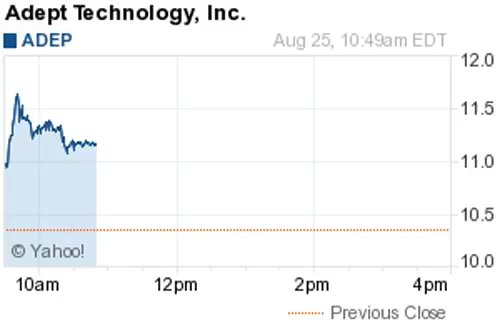 Adept Technology, Inc.
ADEP Aug 25, 10:49am EDT
12.0
11.5
11.0
10.5
10.0
© Yahoo!
10am 12pm 2pm 4pm
Previous Close